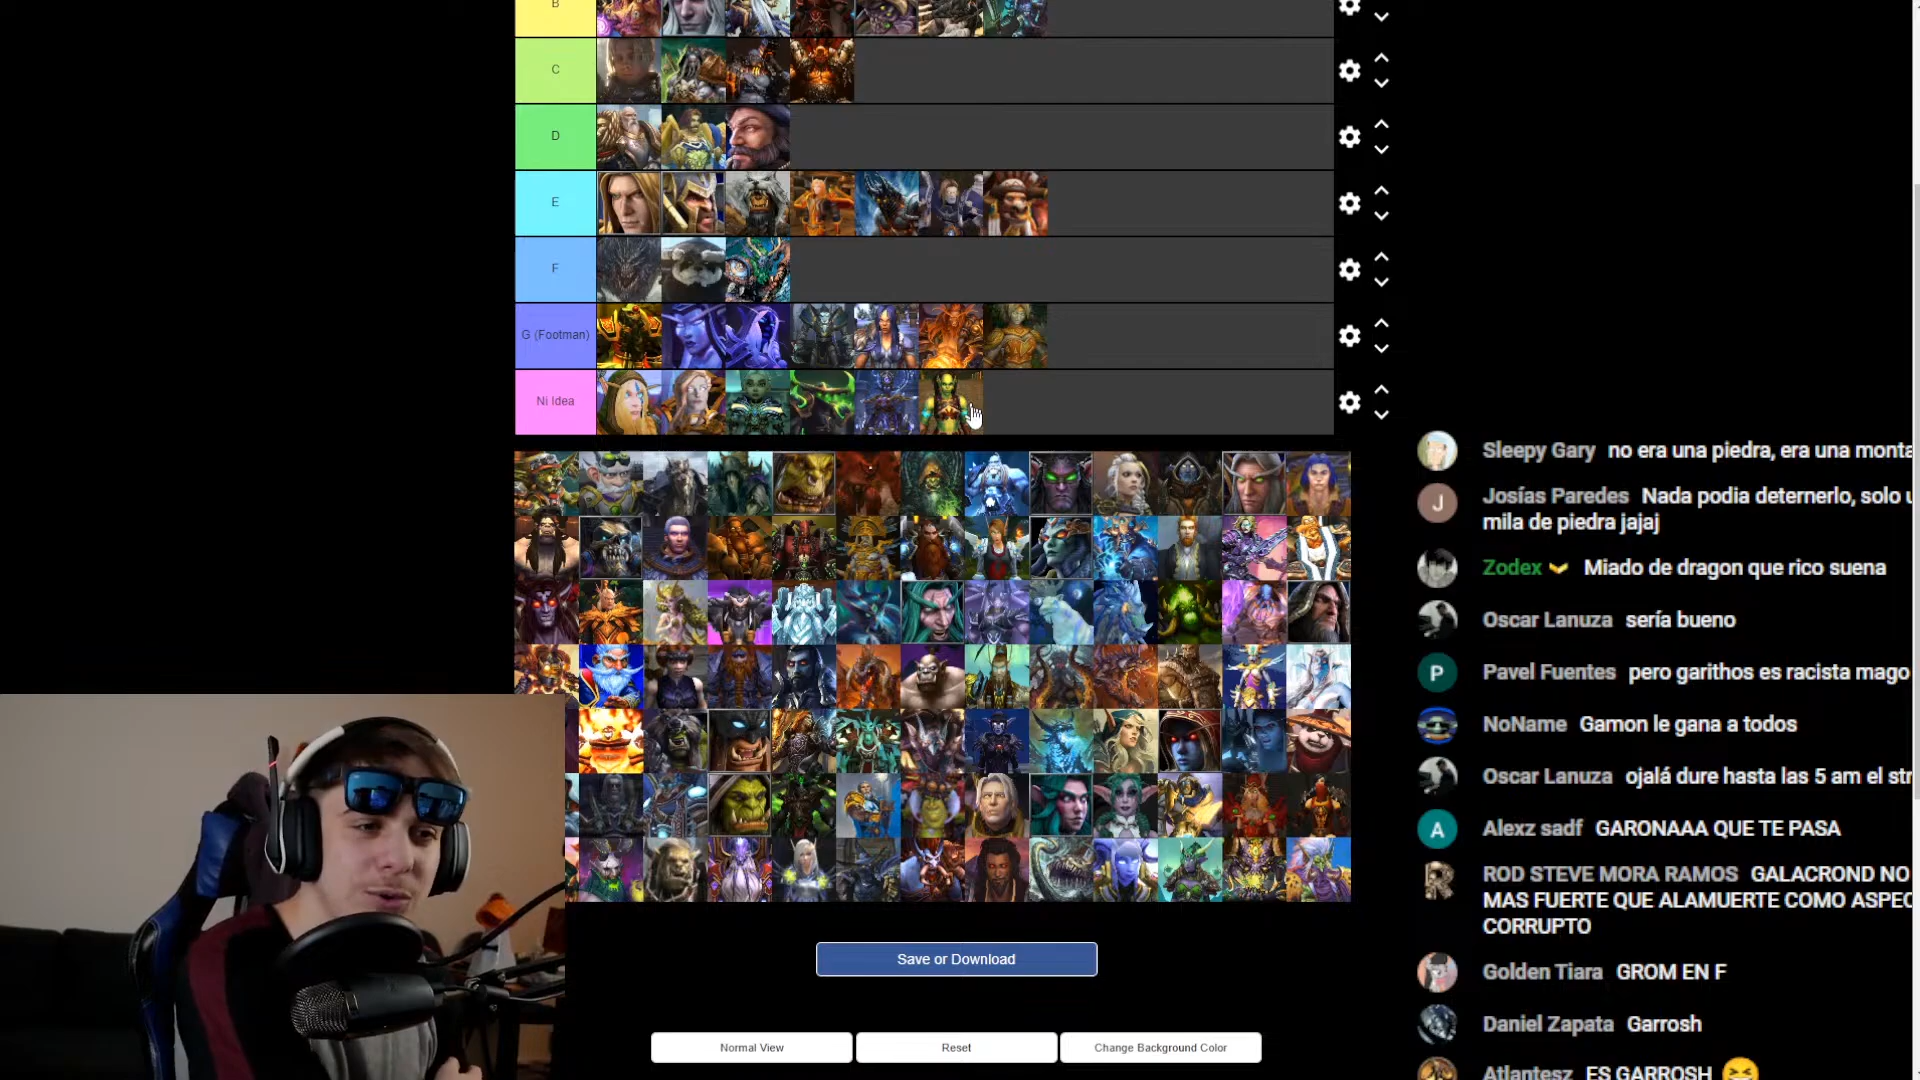 B
C
D
E
F
G (Footman)
Ni Idea
Save or Download
Normal View
Reset
Change Background Color
Sleepy Gary no era una piedra, era una monta
Josías Paredes Nada podia deternerlo, solo u
mila de piedra jajaj
Zodex Miado de dragon que rico suena
Oscar Lanuza sería bueno
Pavel Fuentes pero garithos es racista mago
NoName Gamon le gana a todos
Oscar Lanuza ojalá dure hasta las 5 am el str
Alexz sadf GARONAAA QUE TE PASA
ROD STEVE MORA RAMOS GALACROND NO
MAS FUERTE QUE ALAMUERTE COMO ASPEC
CORRUPTO
Golden Tiara GROM EN F
Daniel Zapata Garrosh
Atlantesz ES GARROSH